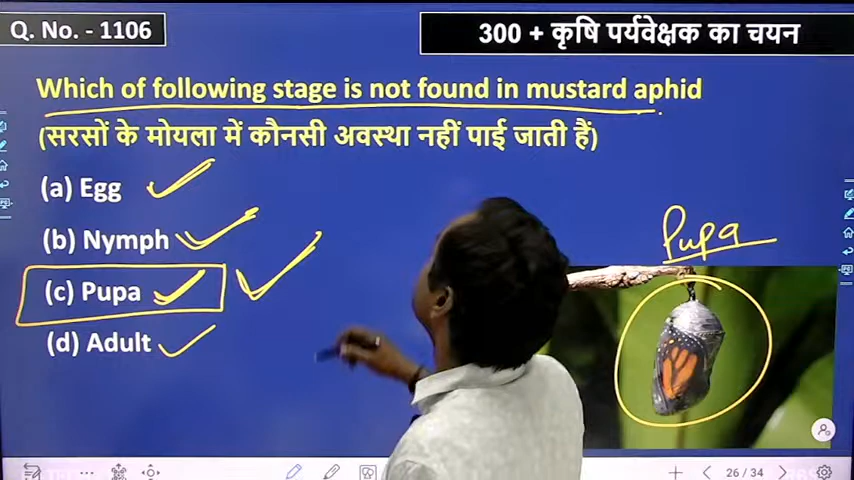 Q. No. - 1106
300 + कृषि पर्यवेक्षक का चयन
Which of following stage is not found in mustard aphid
(सरसों के मोयला में कौनसी अवस्था नहीं पाई जाती हैं)
(a) Egg
(b) Nymph
(c) Pupa
(d) Adult
Pupa
26 / 34